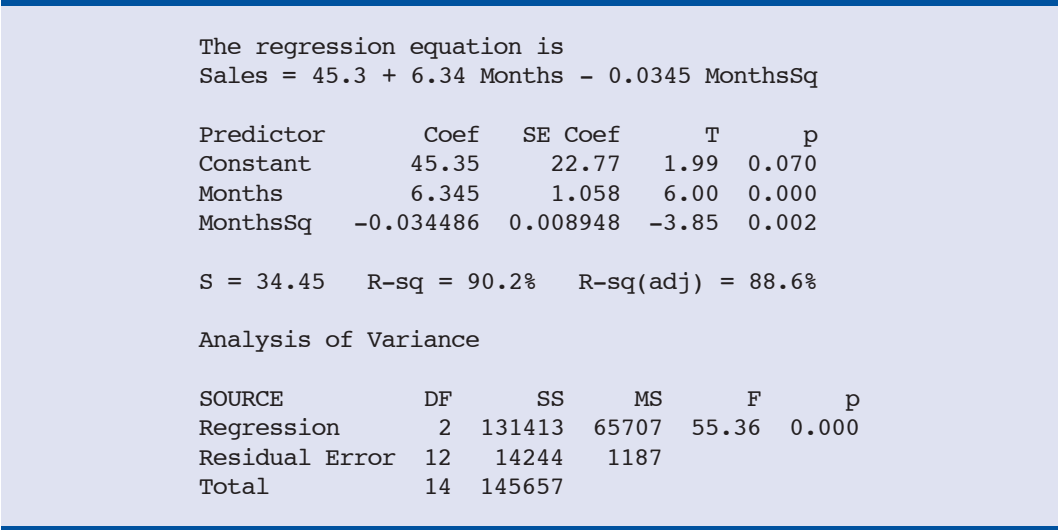 The regression equation is
Sales = 45.3 + 6.34 Months - 0.0345 MonthsSq
Predictor Coef SE Coef T p
Constant 45.35 22.77 1.99 0.070
Months 6.345 1.058 6.00 0.000
MonthsSq -0.034486 0.008948 -3.85 0.002
S = 34.45 R-sq = 90.2% R-sq(adj) = 88.6%
Analysis of Variance
SOURCE DF SS MS F p
Regression 2 131413 65707 55.36 0.000
Residual Error 12 14244 1187
Total 14 145657